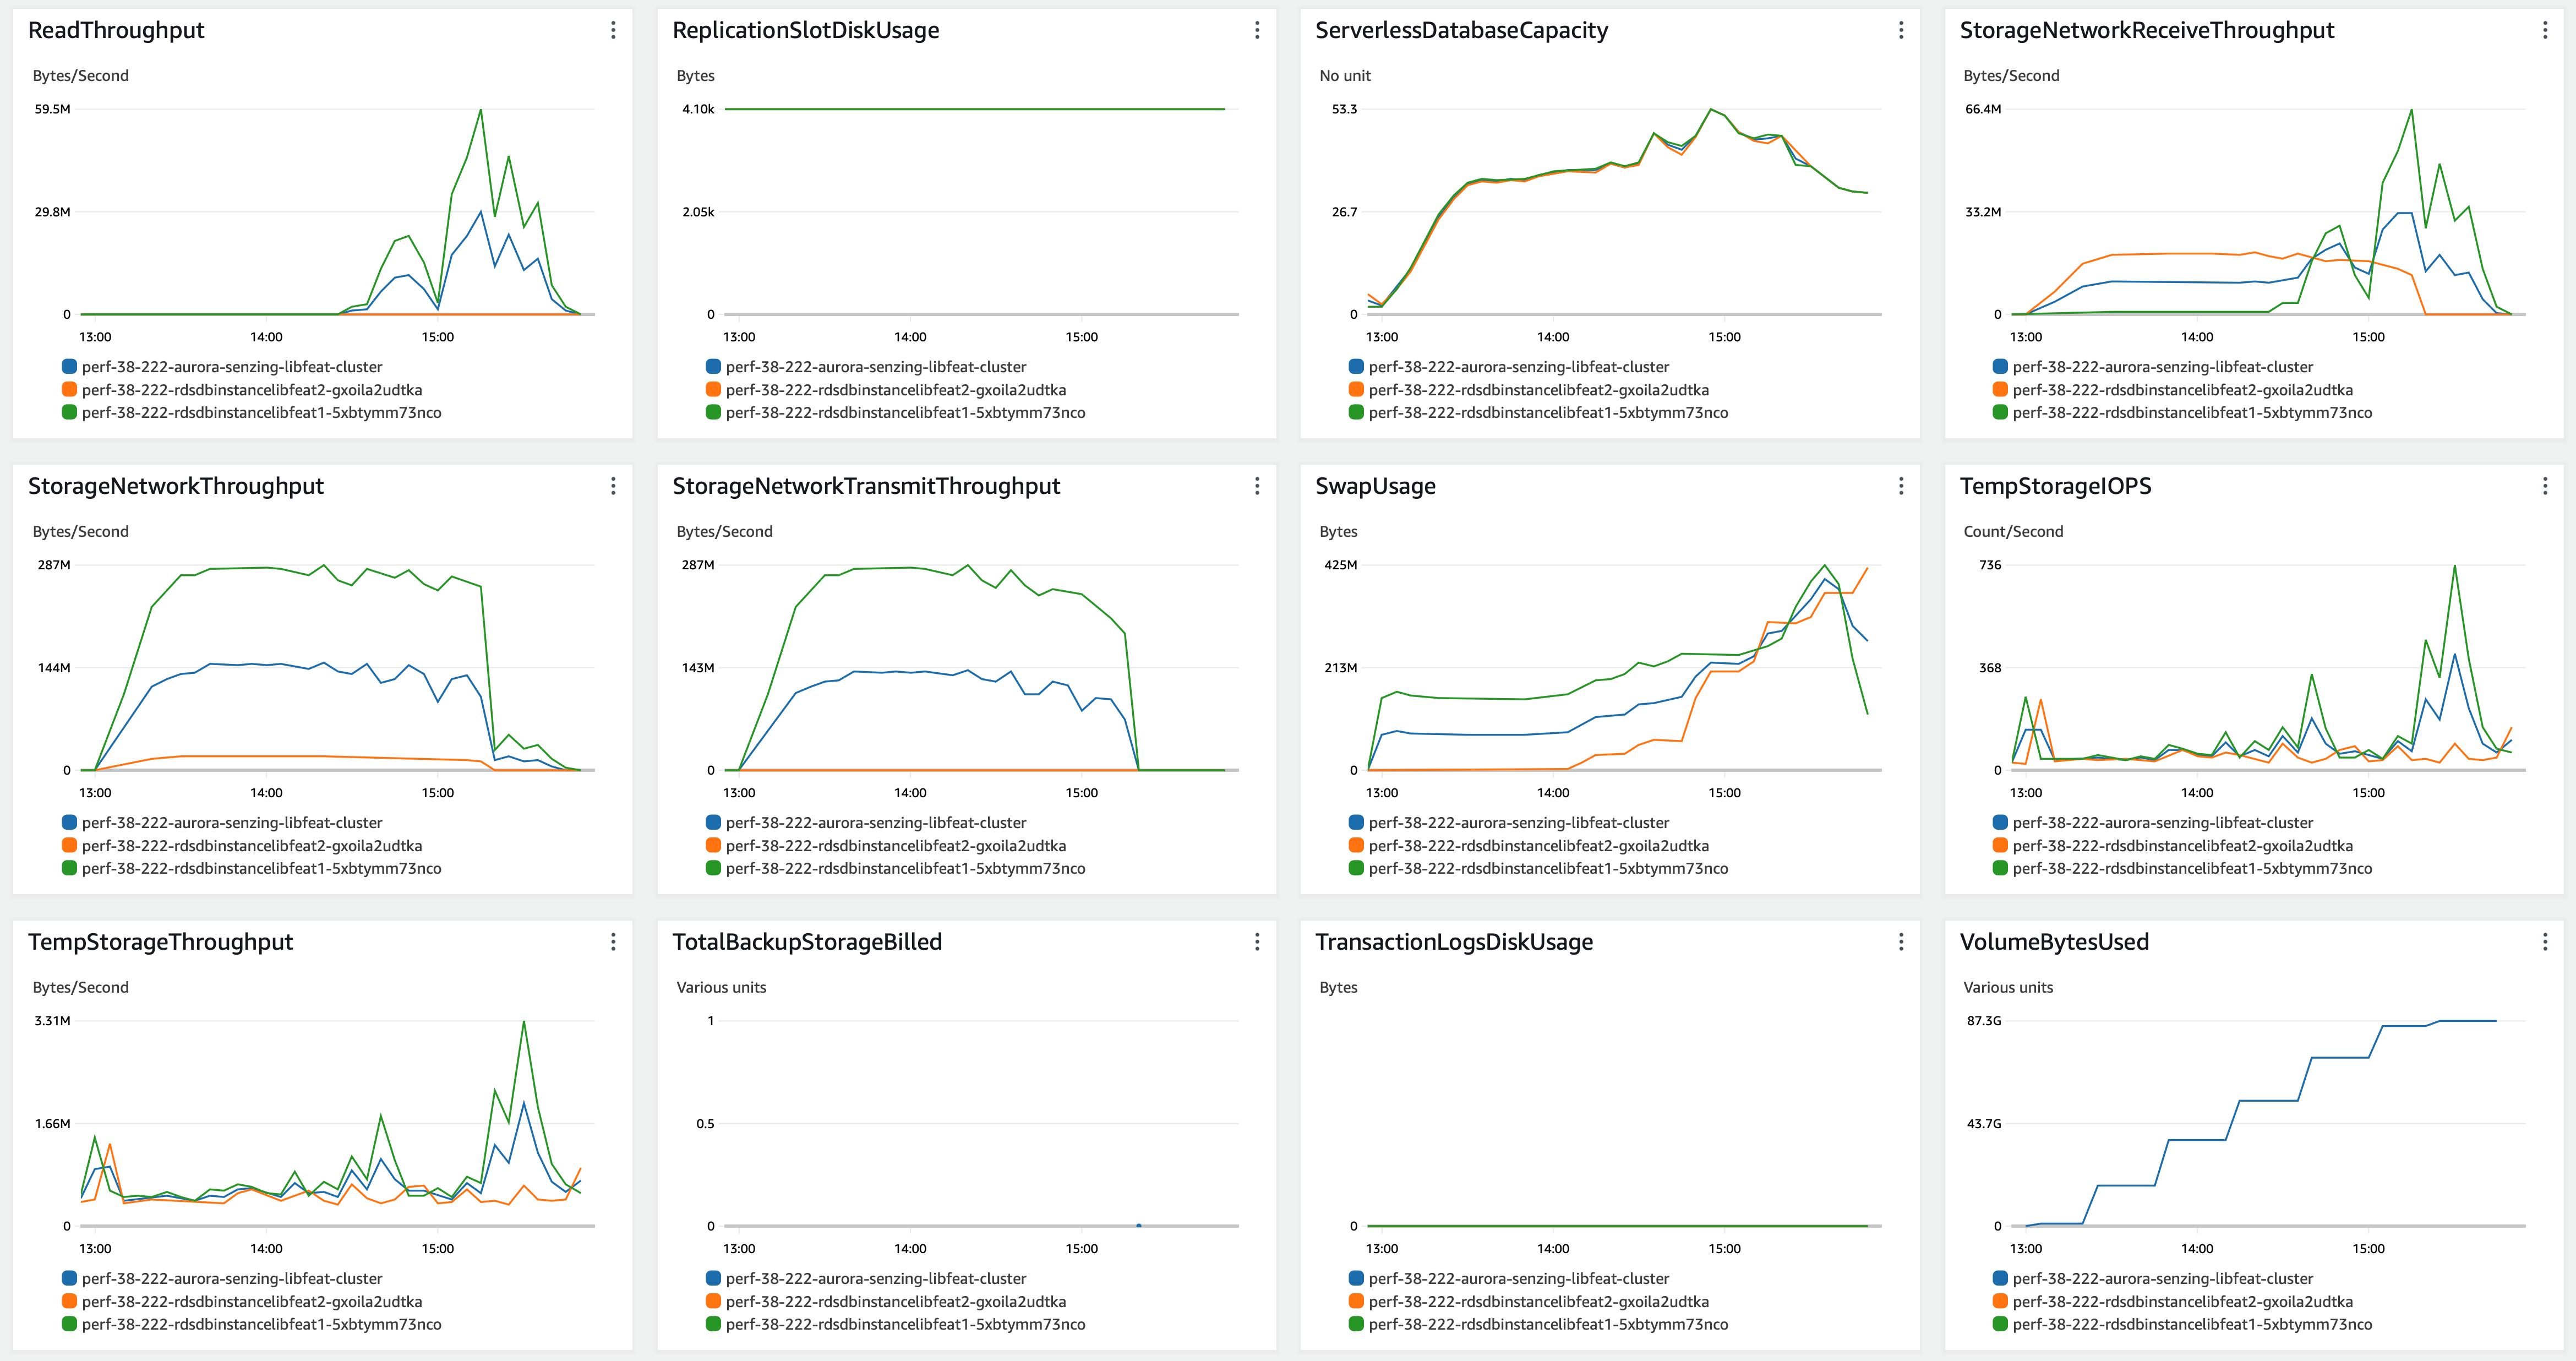 ReadThroughput
Bytes/Second
59.5M
29.8M
0
13:00 14:00 15:00
perf-38-222-aurora-senzing-libfeat-cluster
perf-38-222-rdsdbinstancelibfeat2-gxoila2udtka
perf-38-222-rdsdbinstancelibfeat1-5xbtymm73nco
ReplicationSlotDiskUsage
Bytes
4.10k
2.05k
0
13:00 14:00 15:00
perf-38-222-aurora-senzing-libfeat-cluster
perf-38-222-rdsdbinstancelibfeat2-gxoila2udtka
perf-38-222-rdsdbinstancelibfeat1-5xbtymm73nco
ServerlessDatabaseCapacity
No unit
53.3
26.7
0
13:00 14:00 15:00
perf-38-222-aurora-senzing-libfeat-cluster
perf-38-222-rdsdbinstancelibfeat2-gxoila2udtka
perf-38-222-rdsdbinstancelibfeat1-5xbtymm73nco
StorageNetworkReceiveThroughput
Bytes/Second
66.4M
33.2M
0
13:00 14:00 15:00
perf-38-222-aurora-senzing-libfeat-cluster
perf-38-222-rdsdbinstancelibfeat2-gxoila2udtka
perf-38-222-rdsdbinstancelibfeat1-5xbtymm73nco
StorageNetworkThroughput
Bytes/Second
287M
144M
0
13:00 14:00 15:00
perf-38-222-aurora-senzing-libfeat-cluster
perf-38-222-rdsdbinstancelibfeat2-gxoila2udtka
perf-38-222-rdsdbinstancelibfeat1-5xbtymm73nco
StorageNetworkTransmitThroughput
Bytes/Second
287M
143M
0
13:00 14:00 15:00
perf-38-222-aurora-senzing-libfeat-cluster
perf-38-222-rdsdbinstancelibfeat2-gxoila2udtka
perf-38-222-rdsdbinstancelibfeat1-5xbtymm73nco
SwapUsage
Bytes
425M
213M
0
13:00 14:00 15:00
perf-38-222-aurora-senzing-libfeat-cluster
perf-38-222-rdsdbinstancelibfeat2-gxoila2udtka
perf-38-222-rdsdbinstancelibfeat1-5xbtymm73nco
TempStorageIOPS
Count/Second
736
368
0
13:00 14:00 15:00
perf-38-222-aurora-senzing-libfeat-cluster
perf-38-222-rdsdbinstancelibfeat2-gxoila2udtka
perf-38-222-rdsdbinstancelibfeat1-5xbtymm73nco
TempStorageThroughput
Bytes/Second
3.31M
1.66M
0
13:00 14:00 15:00
perf-38-222-aurora-senzing-libfeat-cluster
perf-38-222-rdsdbinstancelibfeat2-gxoila2udtka
perf-38-222-rdsdbinstancelibfeat1-5xbtymm73nco
TotalBackupStorageBilled
Various units
1
0.5
0
13:00 14:00 15:00
perf-38-222-aurora-senzing-libfeat-cluster
perf-38-222-rdsdbinstancelibfeat2-gxoila2udtka
perf-38-222-rdsdbinstancelibfeat1-5xbtymm73nco
TransactionLogsDiskUsage
Bytes
0
13:00 14:00 15:00
perf-38-222-aurora-senzing-libfeat-cluster
perf-38-222-rdsdbinstancelibfeat2-gxoila2udtka
perf-38-222-rdsdbinstancelibfeat1-5xbtymm73nco
VolumeBytesUsed
Various units
87.3G
43.7G
0
13:00 14:00 15:00
perf-38-222-aurora-senzing-libfeat-cluster
perf-38-222-rdsdbinstancelibfeat2-gxoila2udtka
perf-38-222-rdsdbinstancelibfeat1-5xbtymm73nco